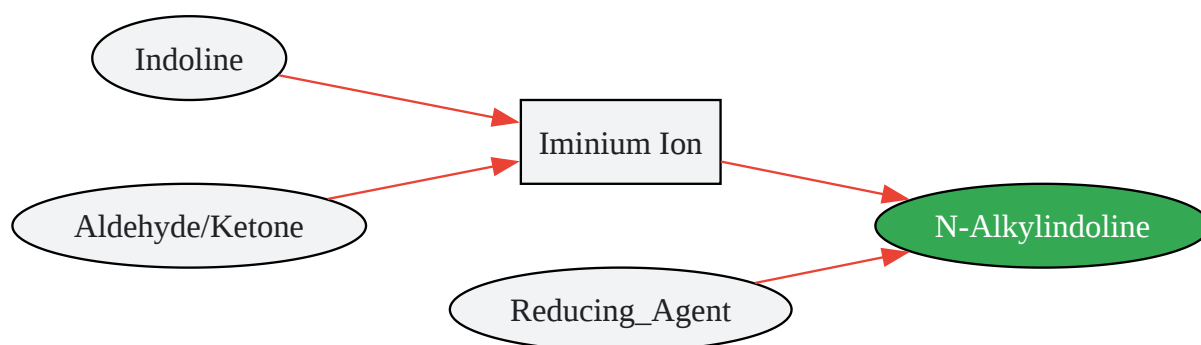 Indoline
Aldehyde/Ketone
Iminium Ion
Reducing_Agent
N-Alkylindoline